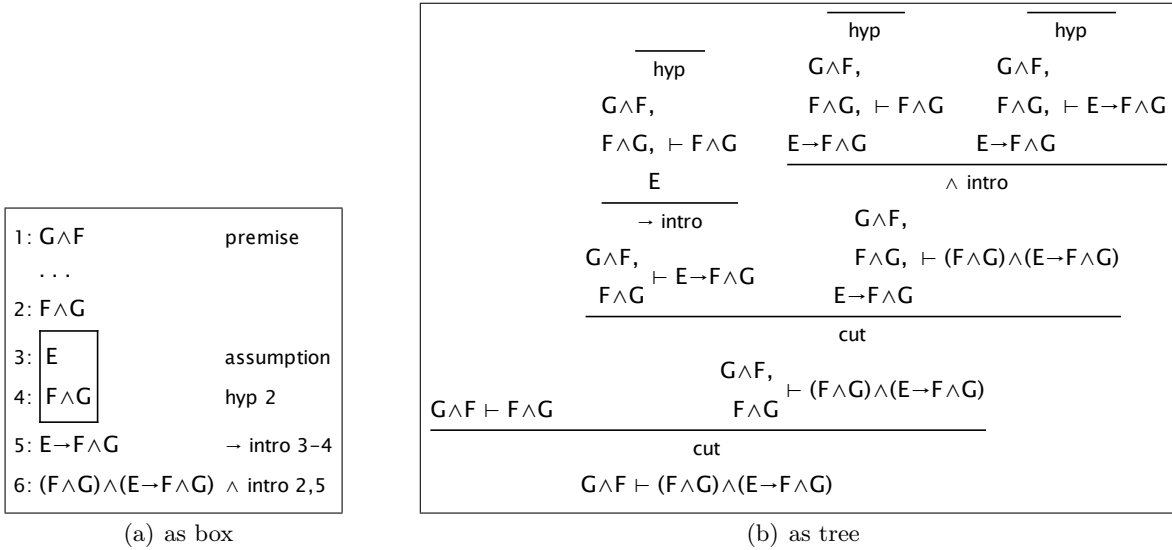 1: G∧F premise
. . .
2: F∧G
3: E assumption
4: F∧G hyp 2
5: E→F∧G → intro 3–4
6: (F∧G)∧(E→F∧G) ∧ intro 2,5
(a) as box
hyp hyp
hyp
G∧F, G∧F,
G∧F,
F∧G, ⊢ F∧G F∧G, ⊢ E→F∧G
F∧G, ⊢ F∧G
E→F∧G E→F∧G
E
∧ intro
→ intro
G∧F,
G∧F,
F∧G, ⊢ (F∧G)∧(E→F∧G)
⊢ E→F∧G
F∧G E→F∧G
cut
G∧F,
⊢ (F∧G)∧(E→F∧G)
G∧F ⊢ F∧G F∧G
cut
G∧F ⊢ (F∧G)∧(E→F∧G)
(b) as tree